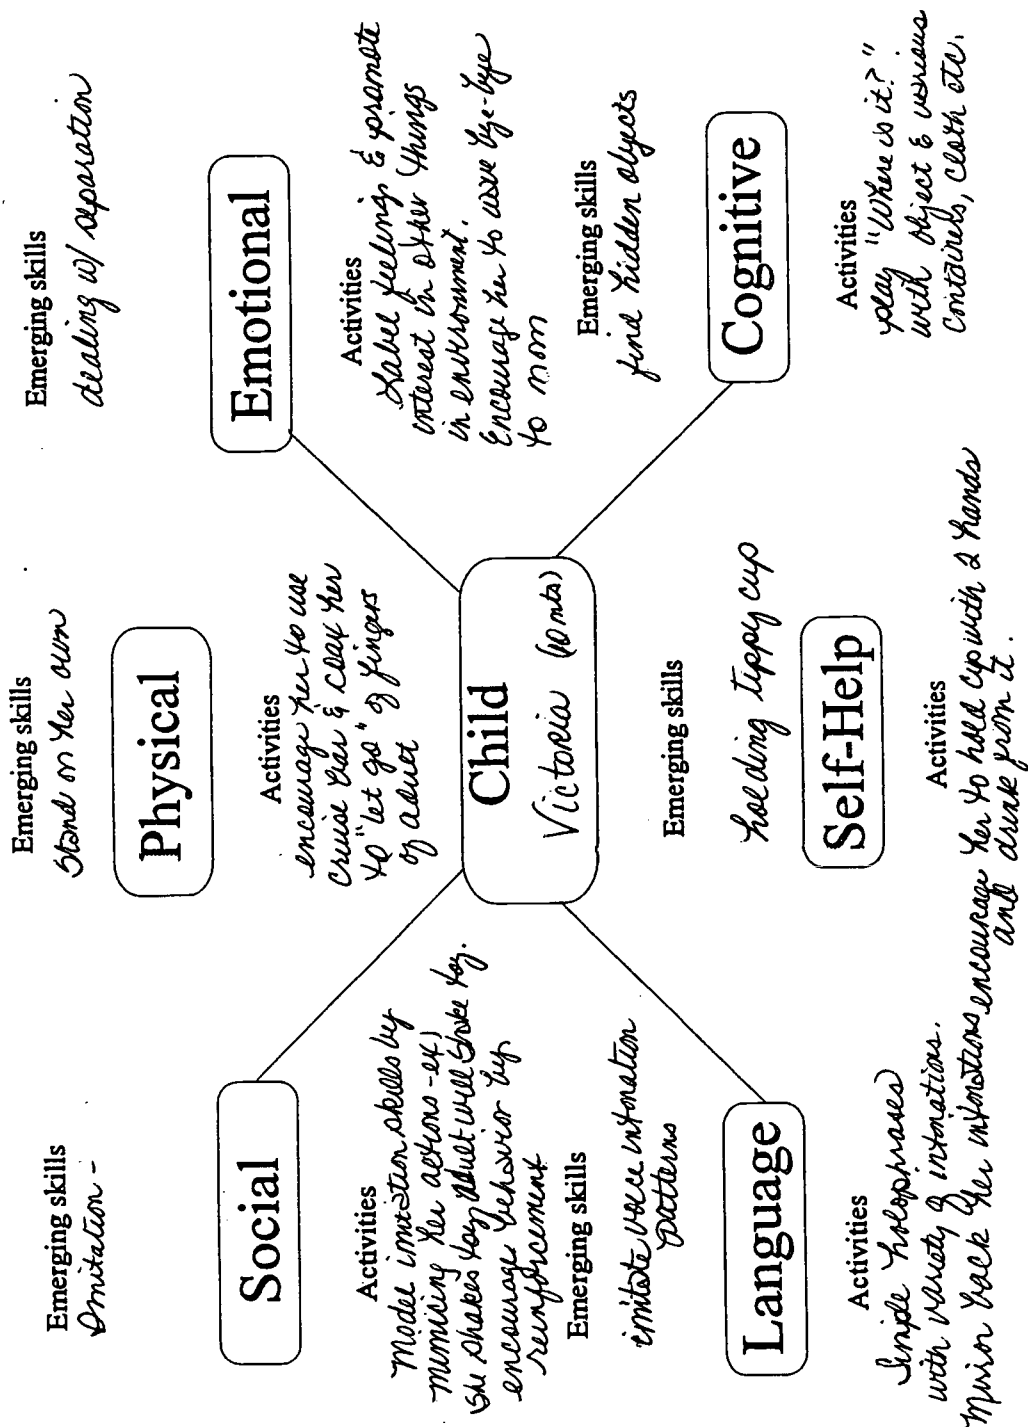 Emerging skills
Imitation -
Social
Activities
Model imitation skills by
mimicing her actions - ex)
she shakes toy, adult will shake toy.
encourage behavior by
reinforcement
Emerging skills
Stand on her own
Physical
Activities
encourage her to use
cruise bar & coax her
to "let go" of fingers
of adult
Emerging skills
dealing w/ separation
Emotional
Activities
Label feelings & promote
interest in other things
in environment.
Encourage her to wave bye-bye
to mom
Child
Victoria (10 mts)
Emerging skills
imitate voice intonation
patterns
Language
Activities
Simple holophrases
with variety of intonations.
Mirror back her intonations
Emerging skills
holding tippy cup
Self-Help
Activities
encourage her to hold cup with 2 hands
and drink from it.
Emerging skills
find hidden objects
Cognitive
Activities
play "Where is it?"
with object & various
containers, cloth etc.